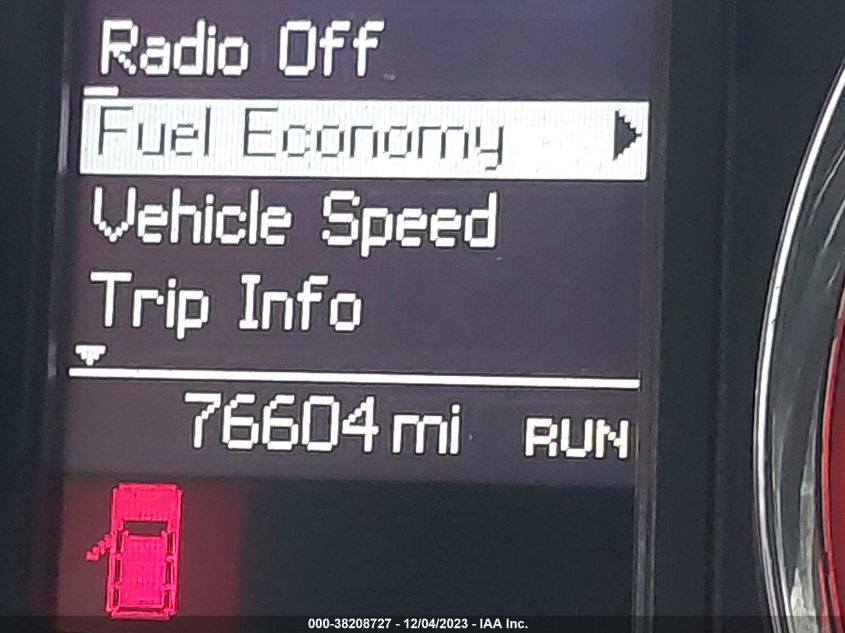 Radio Off
Fuel Economy
Vehicle Speed
Trip Info
76604 mi RUN
000-38208727 - 12/04/2023 - IAA Inc.